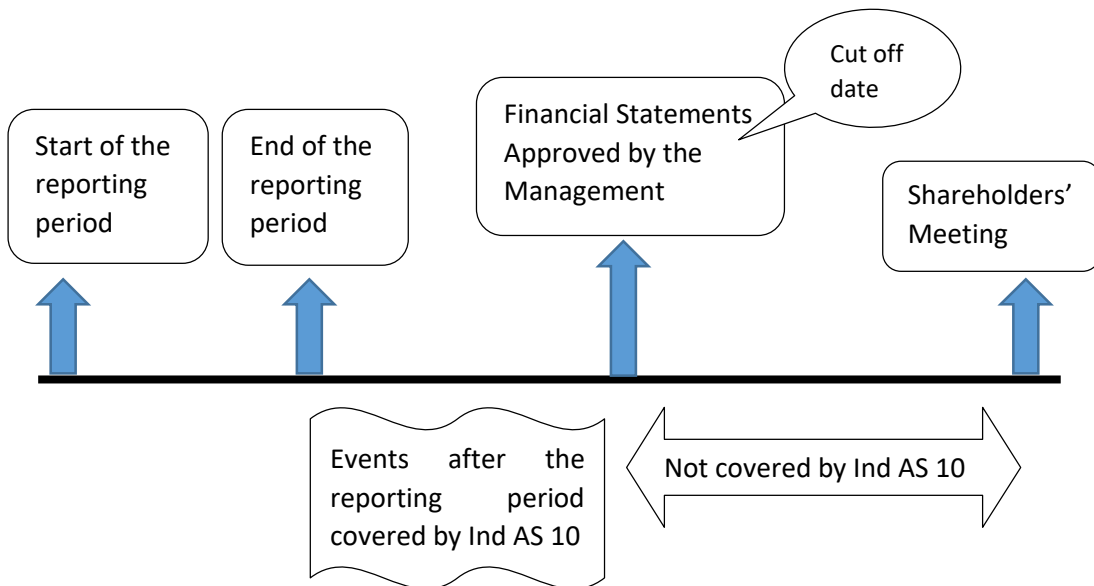 Cut off
date
Start of the
reporting
period
End of the
reporting
period
Financial Statements
Approved by the
Management
Shareholders’
Meeting
Events after the
reporting period
covered by Ind AS 10
Not covered by Ind AS 10